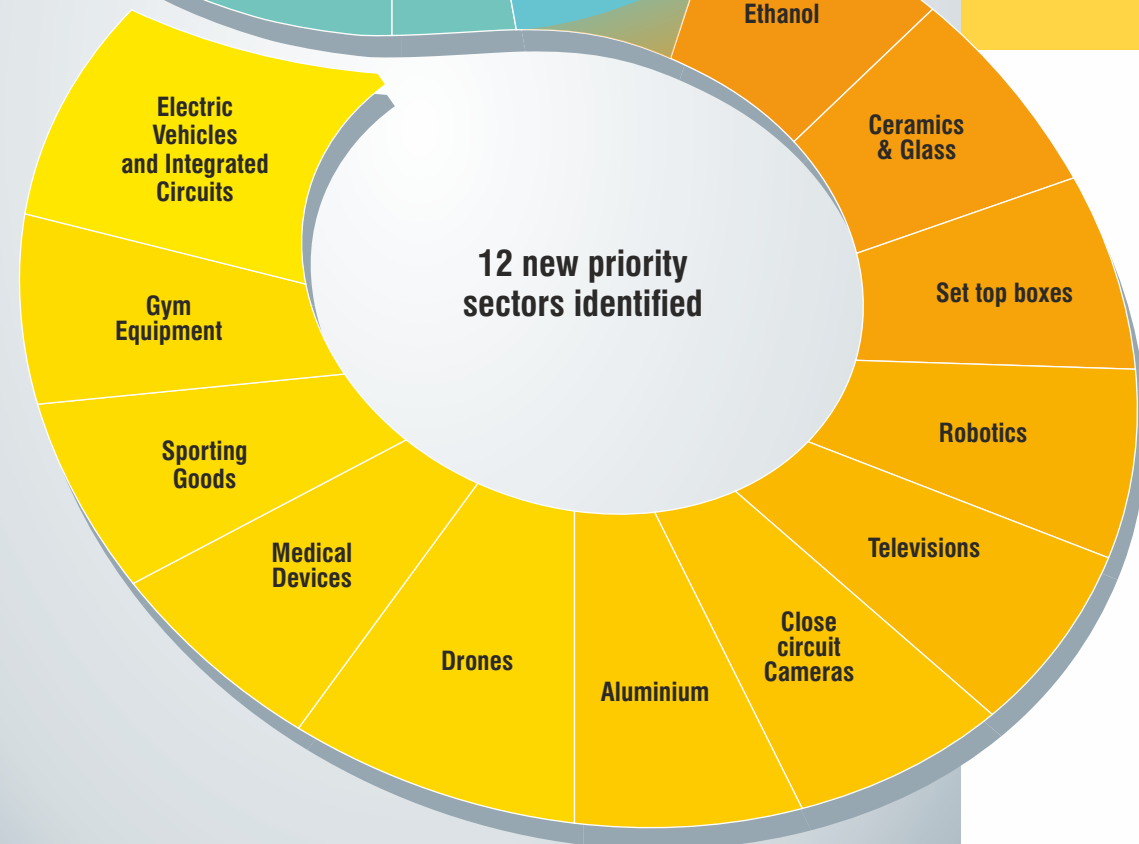 Ethanol
Ceramics
& Glass
Set top boxes
Robotics
Televisions
Close
circuit
Cameras
Aluminium
Drones
Medical
Devices
Sporting
Goods
Gym
Equipment
Electric
Vehicles
and Integrated
Circuits
12 new priority
sectors identified